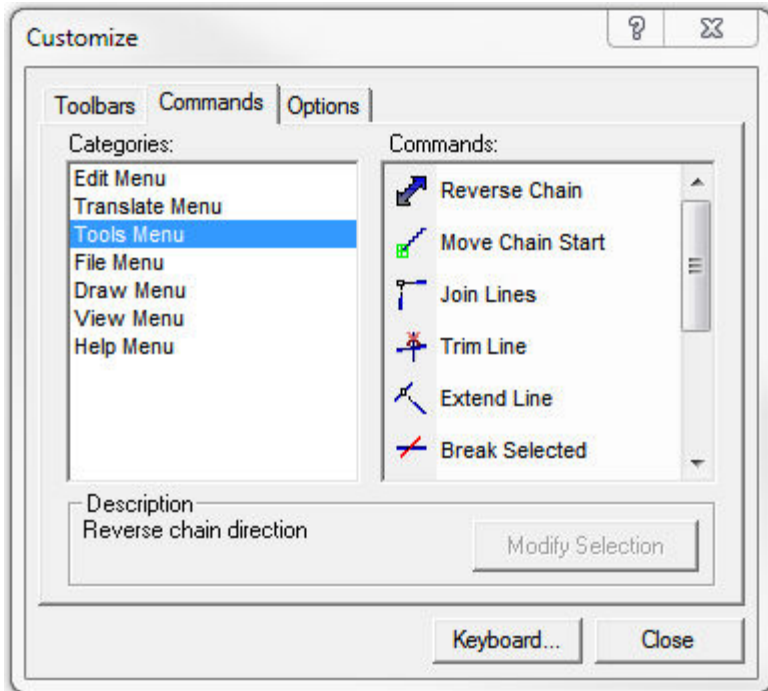 Customize
Toolbars Commands Options
Categories:
Edit Menu
Translate Menu
Tools Menu
File Menu
Draw Menu
View Menu
Help Menu
Commands:
Reverse Chain
Move Chain Start
Join Lines
Trim Line
Extend Line
Break Selected
Description
Reverse chain direction
Modify Selection
Keyboard... Close